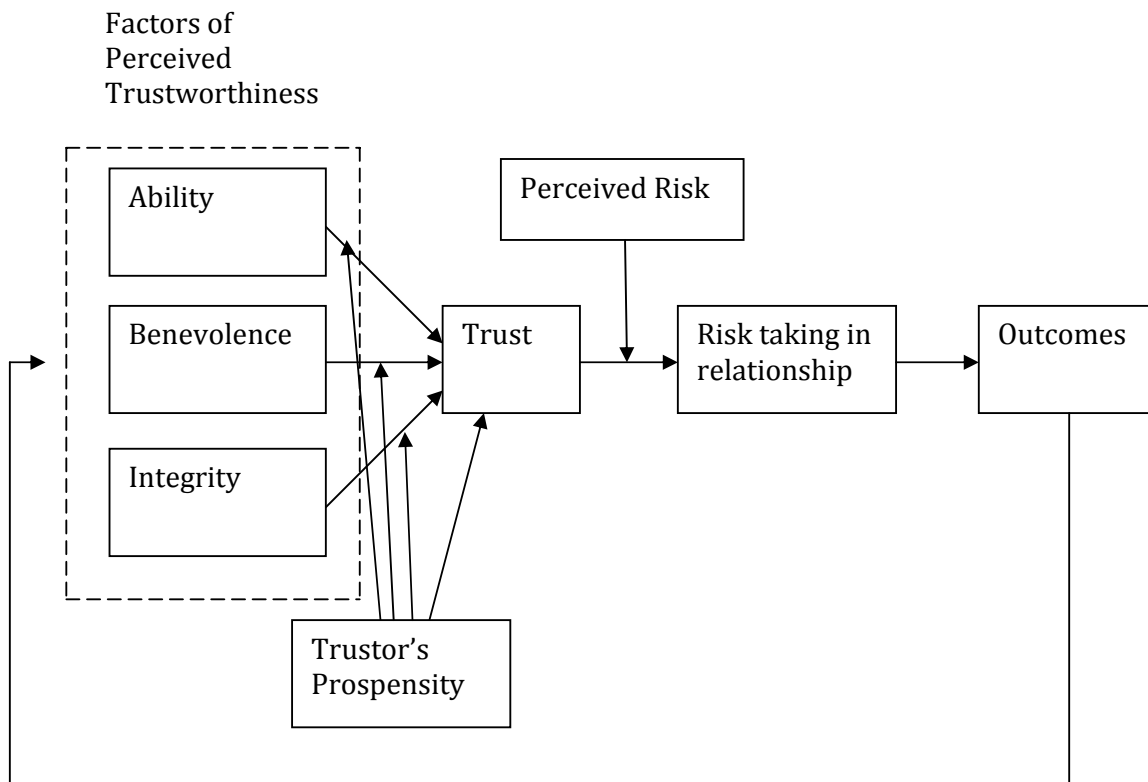 Factors of
Perceived
Trustworthiness
Ability
Perceived Risk
Benevolence
Trust
Risk taking in
relationship
Outcomes
Integrity
Trustor’s
Prospensity